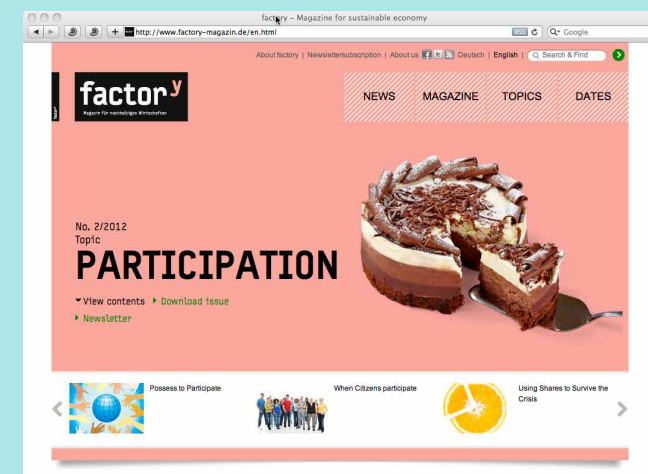 factory – Magazine for sustainable economy
http://www.factory-magazin.de/en.html
RSS
Google
About factory | Newslettersubscription | About us Deutsch | English | Search & Find
factory
Magazin für nachhaltiges Wirtschaften
NEWS MAGAZINE TOPICS DATES
No. 2/2012
Topic
PARTICIPATION
View contents Download issue
Newsletter
Possess to Participate
When Citizens participate
Using Shares to Survive the
Crisis